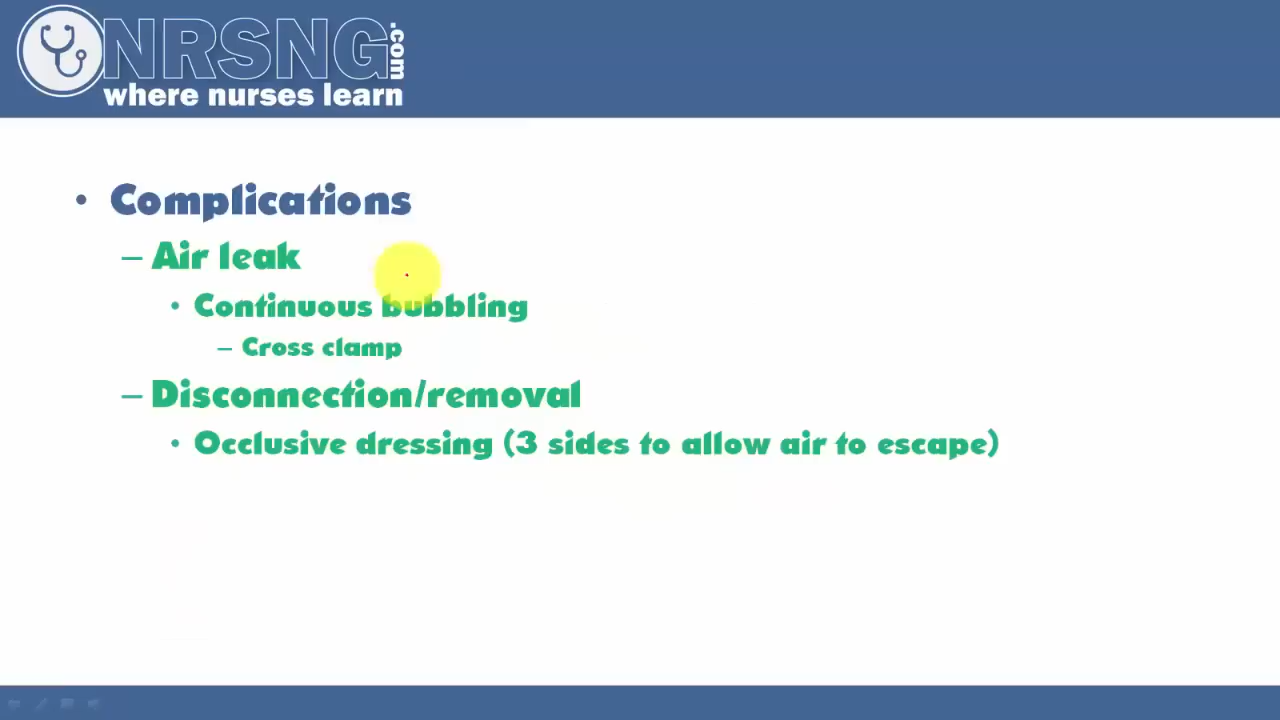 NRSNG.com
where nurses learn
• Complications
– Air leak
• Continuous bubbling
– Cross clamp
– Disconnection/removal
• Occlusive dressing (3 sides to allow air to escape)